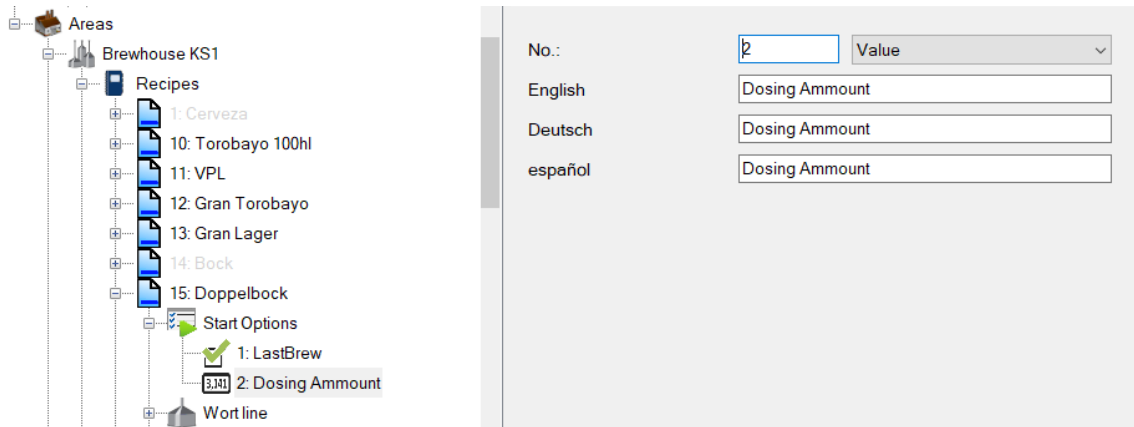 Areas
Brewhouse KS1
Recipes
1: Cerveza
10: Torobayo 100hl
11: VPL
12: Gran Torobayo
13: Gran Lager
14: Bock
15: Doppelbock
Start Options
1: LastBrew
3,141 2: Dosing Ammount
Wort line
No.: 2 Value
English Dosing Ammount
Deutsch Dosing Ammount
español Dosing Ammount